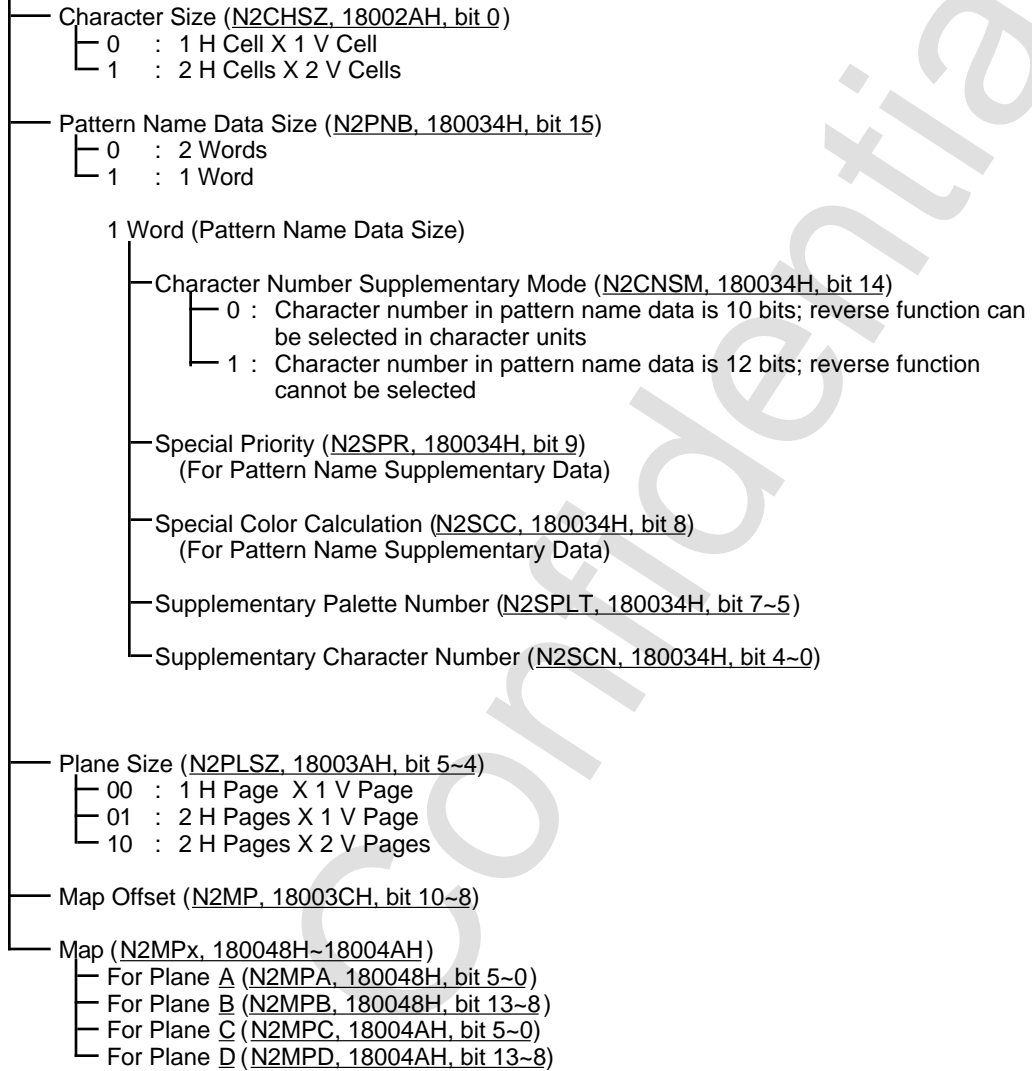 Character Size (N2CHSZ, 18002AH, bit 0)
0 : 1 H Cell X 1 V Cell
1 : 2 H Cells X 2 V Cells
Pattern Name Data Size (N2PNB, 180034H, bit 15)
0 : 2 Words
1 : 1 Word
1 Word (Pattern Name Data Size)
Character Number Supplementary Mode (N2CNSM, 180034H, bit 14)
0 : Character number in pattern name data is 10 bits; reverse function can
be selected in character units
1 : Character number in pattern name data is 12 bits; reverse function
cannot be selected
Special Priority (N2SPR, 180034H, bit 9)
(For Pattern Name Supplementary Data)
Special Color Calculation (N2SCC, 180034H, bit 8)
(For Pattern Name Supplementary Data)
Supplementary Palette Number (N2SPLT, 180034H, bit 7~5)
Supplementary Character Number (N2SCN, 180034H, bit 4~0)
Plane Size (N2PLSZ, 18003AH, bit 5~4)
00 : 1 H Page X 1 V Page
01 : 2 H Pages X 1 V Page
10 : 2 H Pages X 2 V Pages
Map Offset (N2MP, 18003CH, bit 10~8)
Map (N2MPx, 180048H~18004AH)
For Plane A (N2MPA, 180048H, bit 5~0)
For Plane B (N2MPB, 180048H, bit 13~8)
For Plane C (N2MPC, 18004AH, bit 5~0)
For Plane D (N2MPD, 18004AH, bit 13~8)
Confidentia